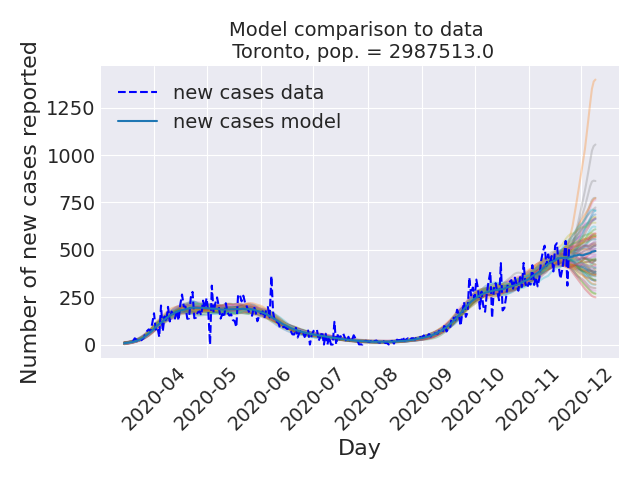 Model comparison to data
Toronto, pop. = 2987513.0
Number of new cases reported
1250
1000
750
500
250
0
new cases data
new cases model
2020-04
2020-05
2020-06
2020-07
2020-08
2020-09
2020-10
2020-11
2020-12
Day